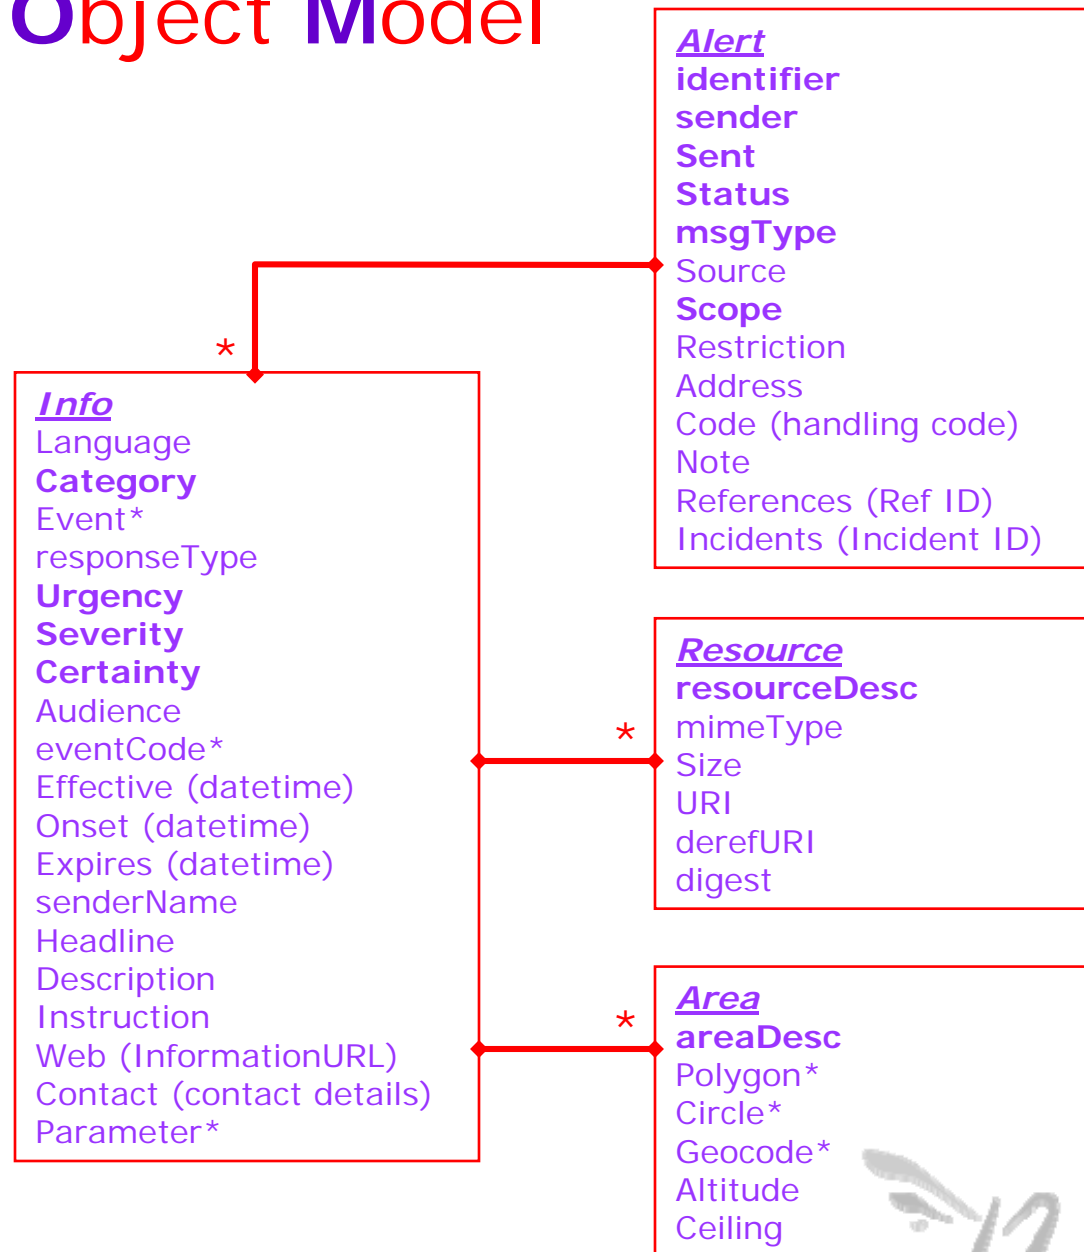 Object Model
Alert
identifier
sender
Sent
Status
msgType
Source
Scope
Restriction
Address
Code (handling code)
Note
References (Ref ID)
Incidents (Incident ID)
*
Info
Language
Category
Event*
responseType
Urgency
Severity
Certainty
Audience
eventCode*
Effective (datetime)
Onset (datetime)
Expires (datetime)
senderName
Headline
Description
Instruction
Web (InformationURL)
Contact (contact details)
Parameter*
*
Resource
resourceDesc
mimeType
Size
URI
derefURI
digest
*
Area
areaDesc
Polygon*
Circle*
Geocode*
Altitude
Ceiling